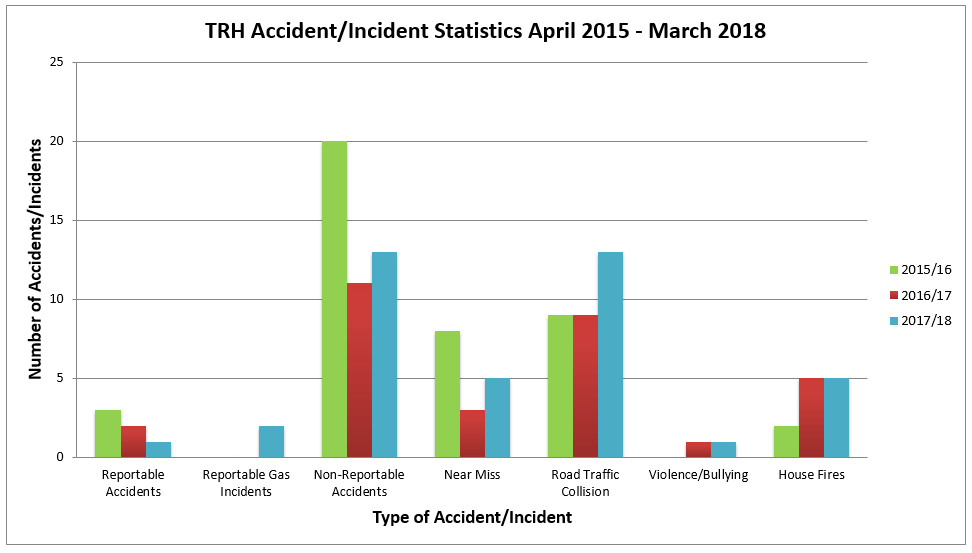 TRH Accident/Incident Statistics April 2015 - March 2018
25
20
15
10
5
0
Number of Accidents/Incidents
Reportable
Accidents
Reportable Gas
Incidents
Non-Reportable
Accidents
Near Miss
Road Traffic
Collision
Violence/Bullying
House Fires
Type of Accident/Incident
2015/16
2016/17
2017/18